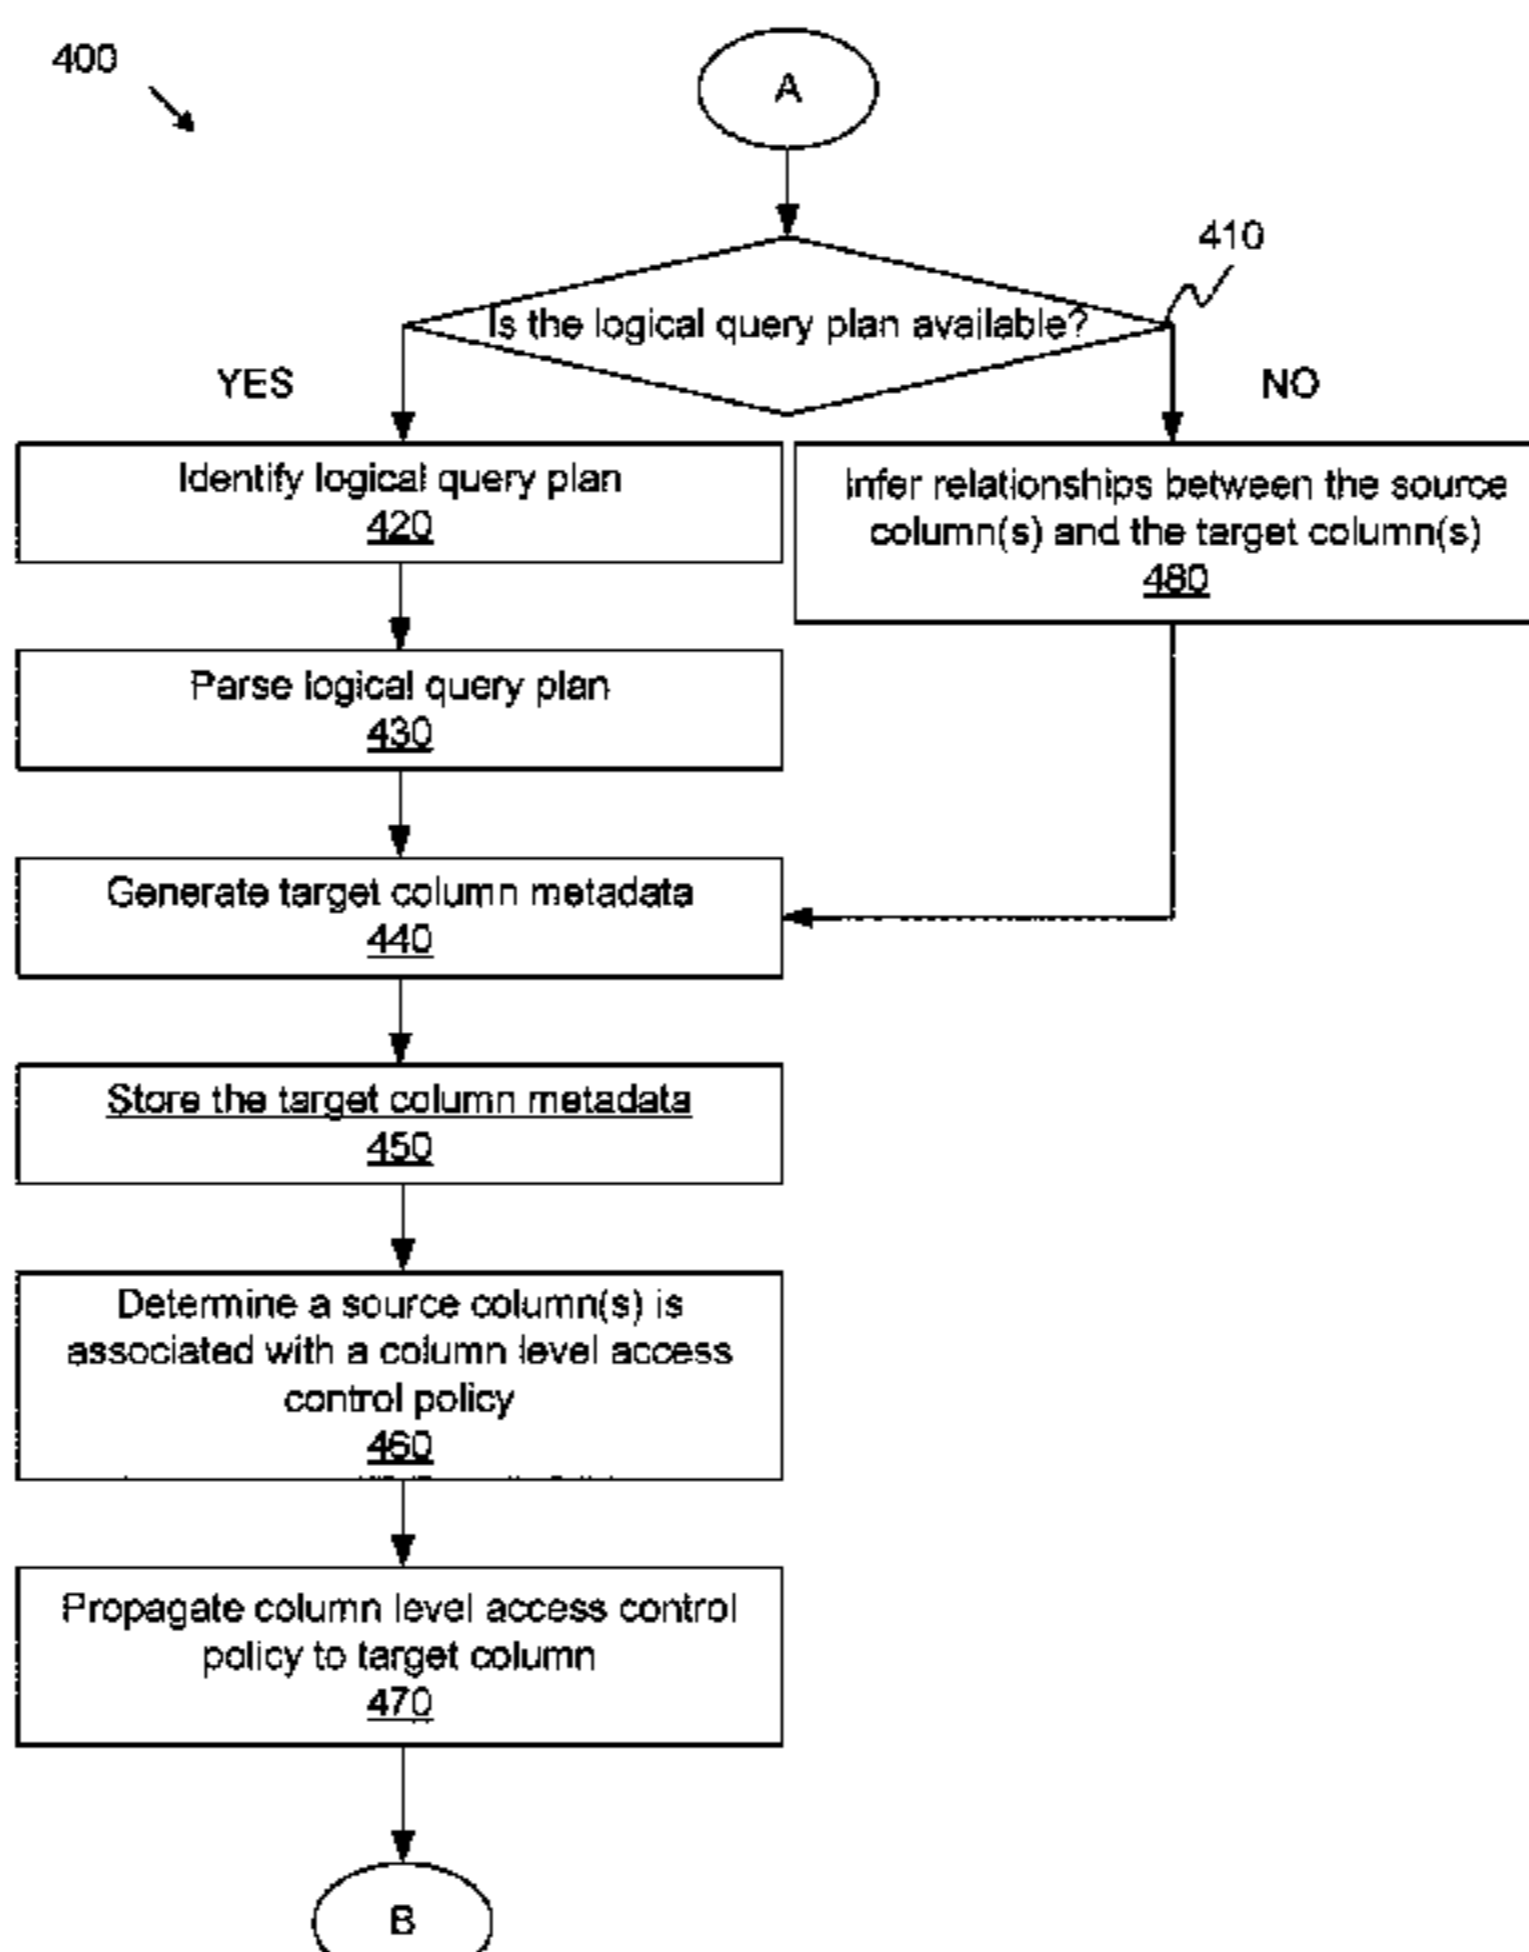 400
A
410
Is the logical query plan available?
YES
NO
Identify logical query plan
420
Infer relationships between the source
column(s) and the target column(s)
480
Parse logical query plan
430
Generate target column metadata
440
Store the target column metadata
450
Determine a source column(s) is
associated with a column level access
control policy
460
Propagate column level access control
policy to target column
470
B